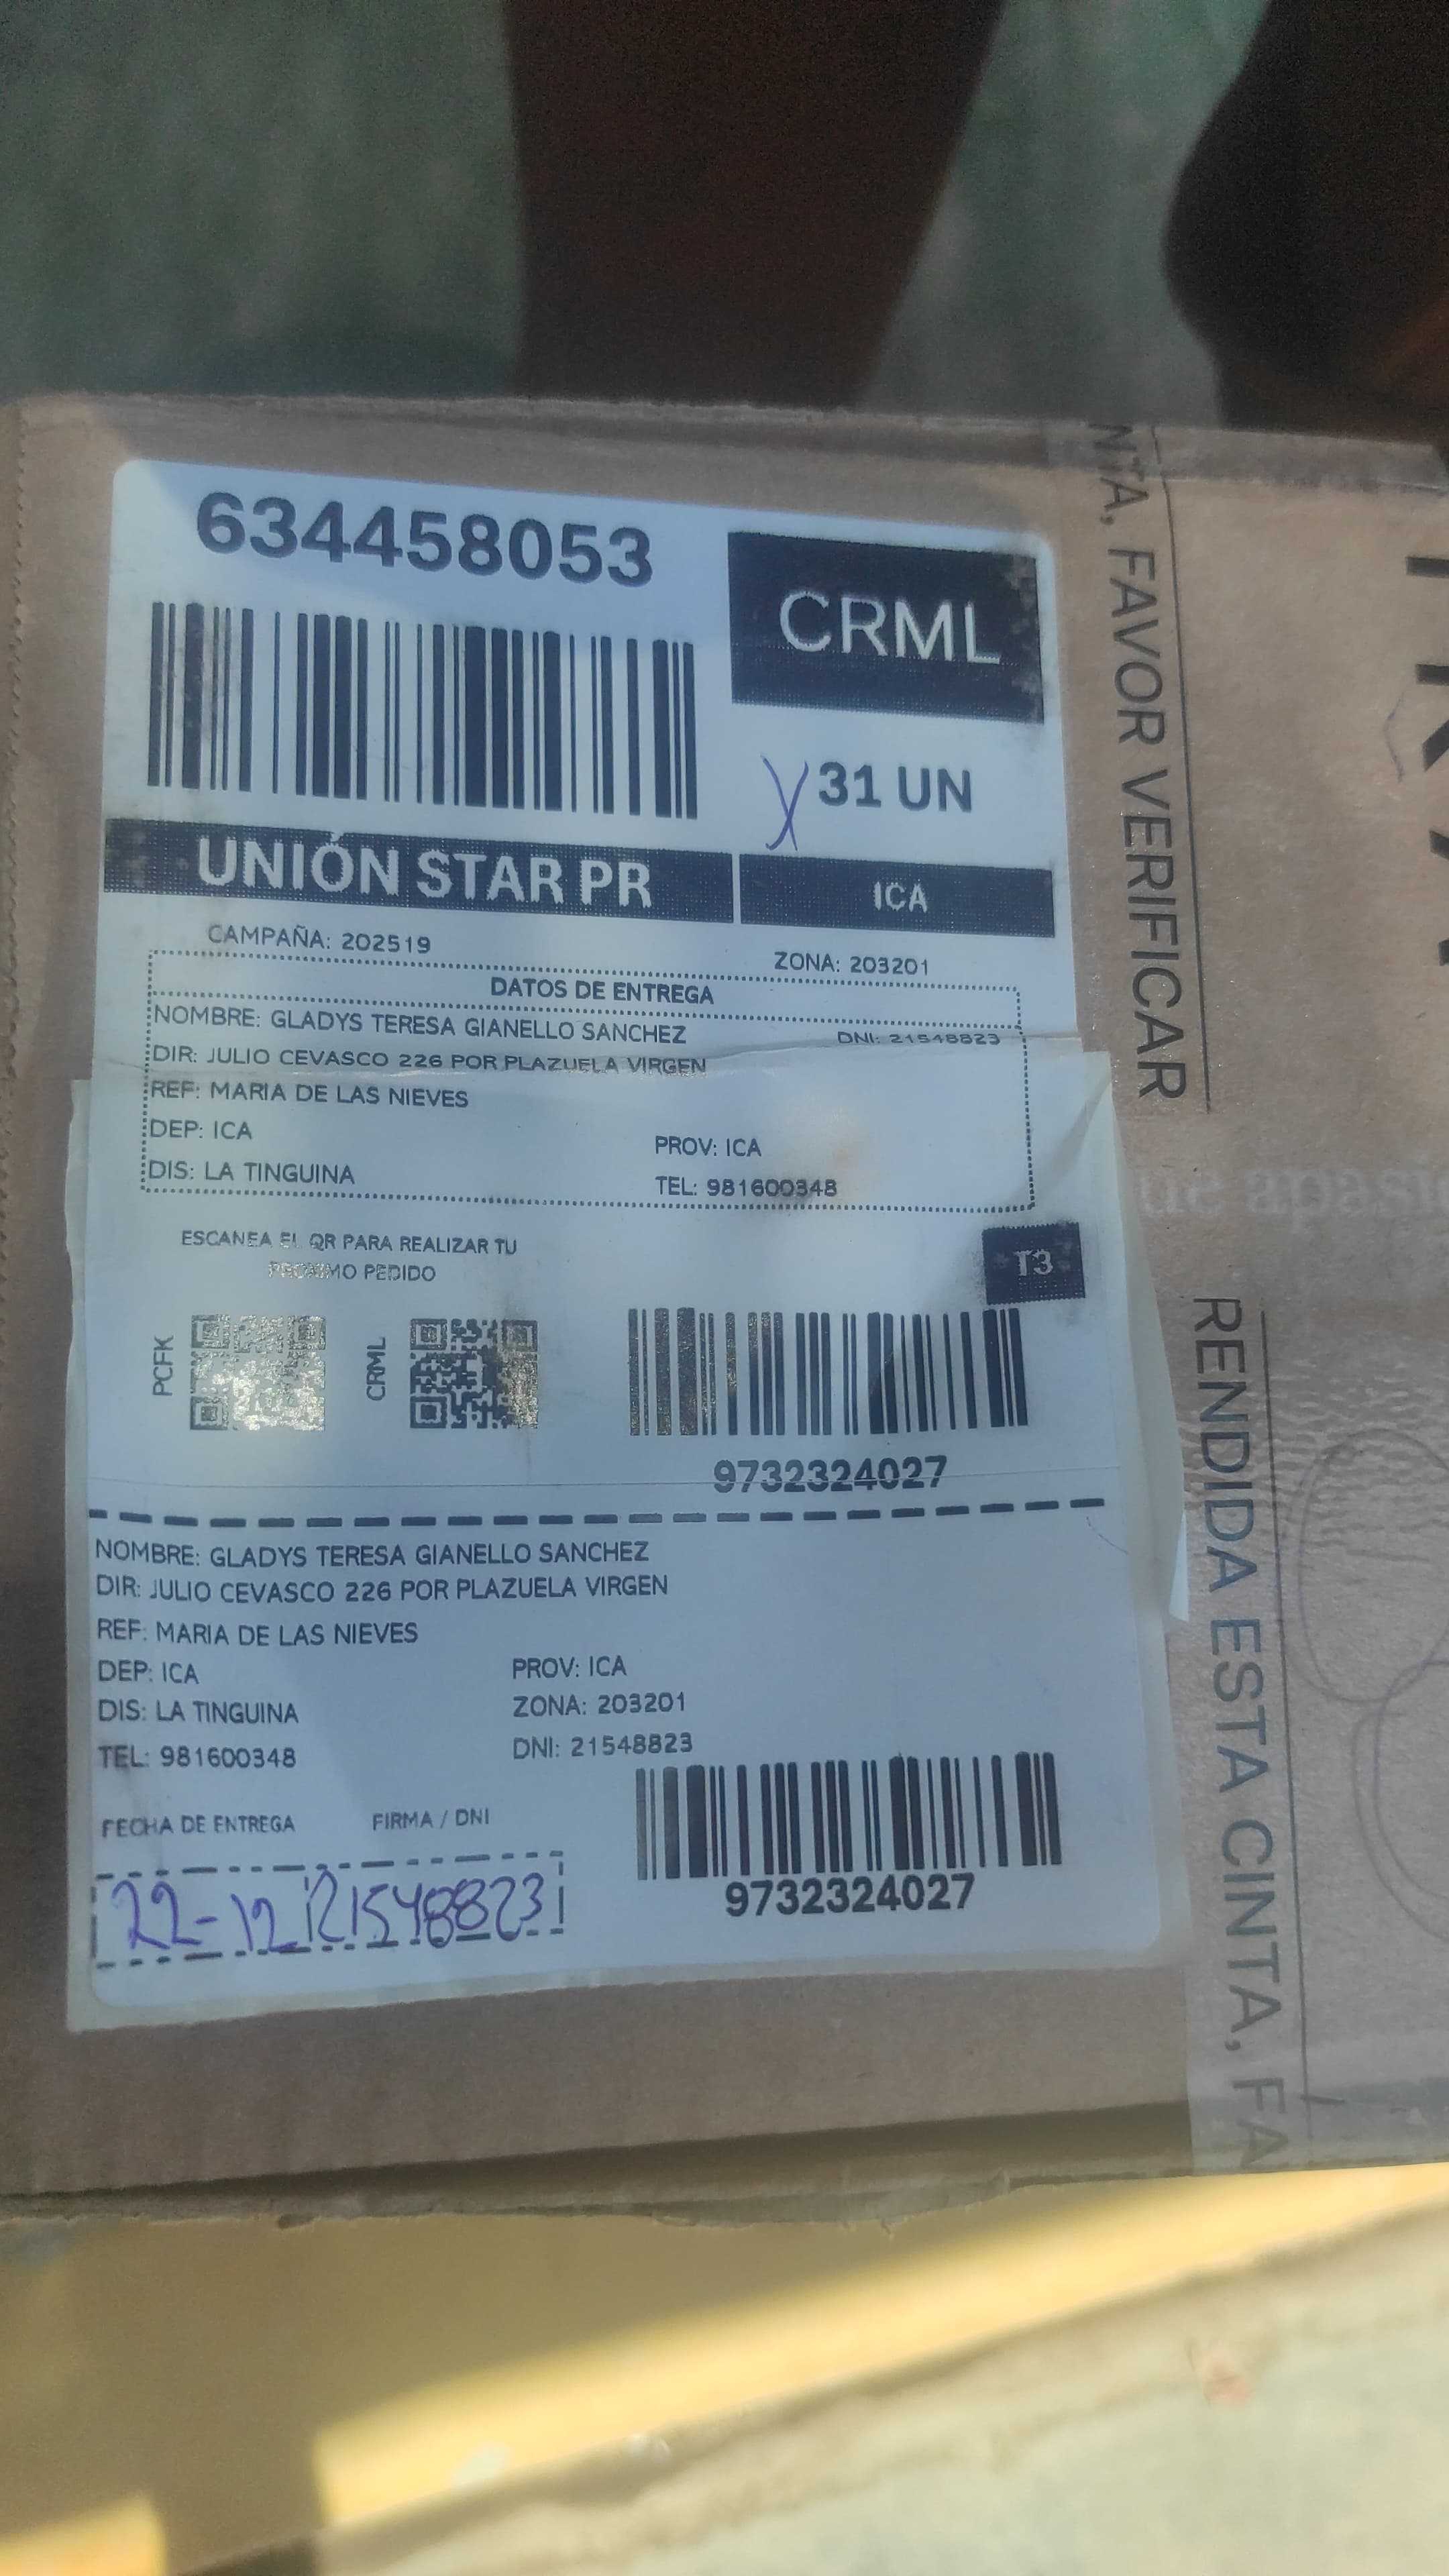 634458053
CRML
31 UN
UNIÓN STAR PR
ICA
CAMPAÑA: 202519
ZONA: 203201
DATOS DE ENTREGA
NOMBRE: GLADYS TERESA GIANELLO SANCHEZ DNI: 21548823
DIR: JULIO CEVASCO 226 POR PLAZUELA VIRGEN
REF: MARIA DE LAS NIEVES
DEP: ICA PROV: ICA
DIS: LA TINGUINA TEL: 981600348
ESCANEA EL QR PARA REALIZAR TU
PROXIMO PEDIDO
T3
PCFK
CRML
9732324027
NOMBRE: GLADYS TERESA GIANELLO SANCHEZ
DIR: JULIO CEVASCO 226 POR PLAZUELA VIRGEN
REF: MARIA DE LAS NIEVES
DEP: ICA PROV: ICA
DIS: LA TINGUINA ZONA: 203201
TEL: 981600348 DNI: 21548823
FECHA DE ENTREGA FIRMA / DNI
22-12 21548823
9732324027
NTA, FAVOR VERIFICAR
RENDIDA ESTA CINTA, FA